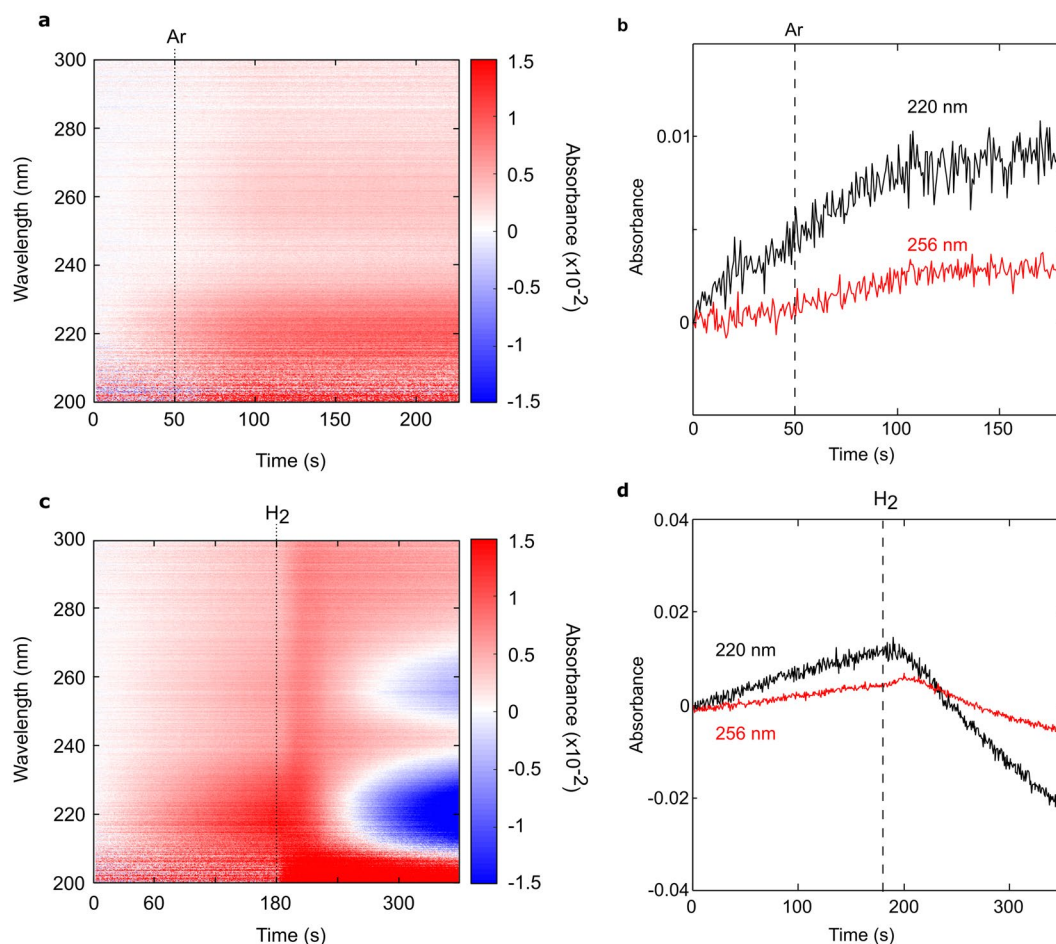 a
Ar
300
280
260
240
220
200
Wavelength (nm)
0
50
100
150
200
Time (s)
1.5
1
0.5
0
-0.5
-1
-1.5
Absorbance (x10-2)
b
Ar
220 nm
256 nm
0.01
0
Absorbance
0
50
100
150
Time (s)
c
H2
300
280
260
240
220
200
Wavelength (nm)
0
60
180
300
Time (s)
1.5
1
0.5
0
-0.5
-1
-1.5
Absorbance (x10-2)
d
H2
0.04
0.02
0
-0.02
-0.04
Absorbance
220 nm
256 nm
0
100
200
300
Time (s)